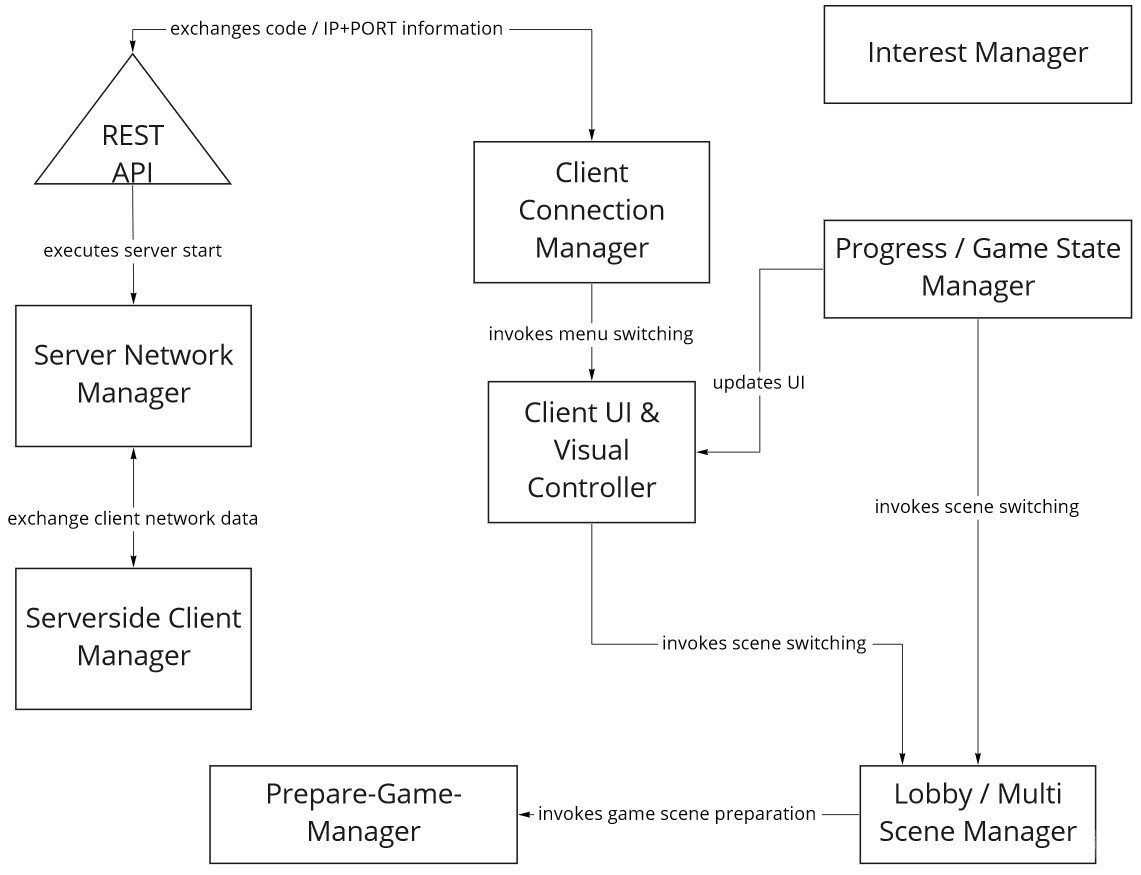 exchanges code / IP+PORT information
Interest Manager
REST
API
Client
Connection
Manager
executes server start
Progress / Game State
Manager
Server Network
Manager
invokes menu switching
updates UI
Client UI &
Visual
Controller
exchange client network data
invokes scene switching
Serverside Client
Manager
invokes scene switching
Prepare-Game-
Manager
invokes game scene preparation
Lobby / Multi
Scene Manager